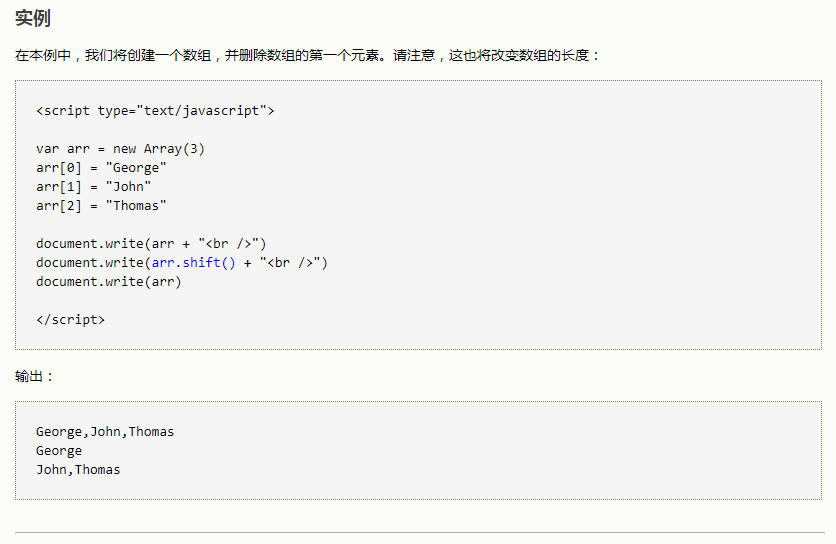 实例
在本例中，我们将创建一个数组，并删除数组的第一个元素。请注意，这也将改变数组的长度：
<script type="text/javascript">
var arr = new Array(3)
arr[0] = "George"
arr[1] = "John"
arr[2] = "Thomas"
document.write(arr + "<br />")
document.write(arr.shift() + "<br />")
document.write(arr)
</script>
输出：
George,John,Thomas
George
John,Thomas